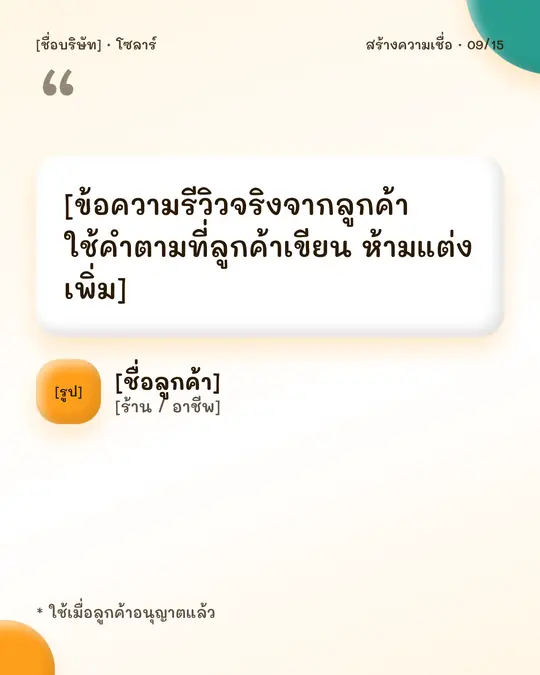 [ชื่อบริษัท] · โซลาร์
สร้างความเชื่อ · 09/15
“
[ข้อความรีวิวจริงจากลูกค้า
ใช้คำตามที่ลูกค้าเขียน ห้ามแต่ง
เพิ่ม]
[รูป]
[ชื่อลูกค้า]
[ร้าน / อาชีพ]
* ใช้เมื่อลูกค้าอนุญาตแล้ว